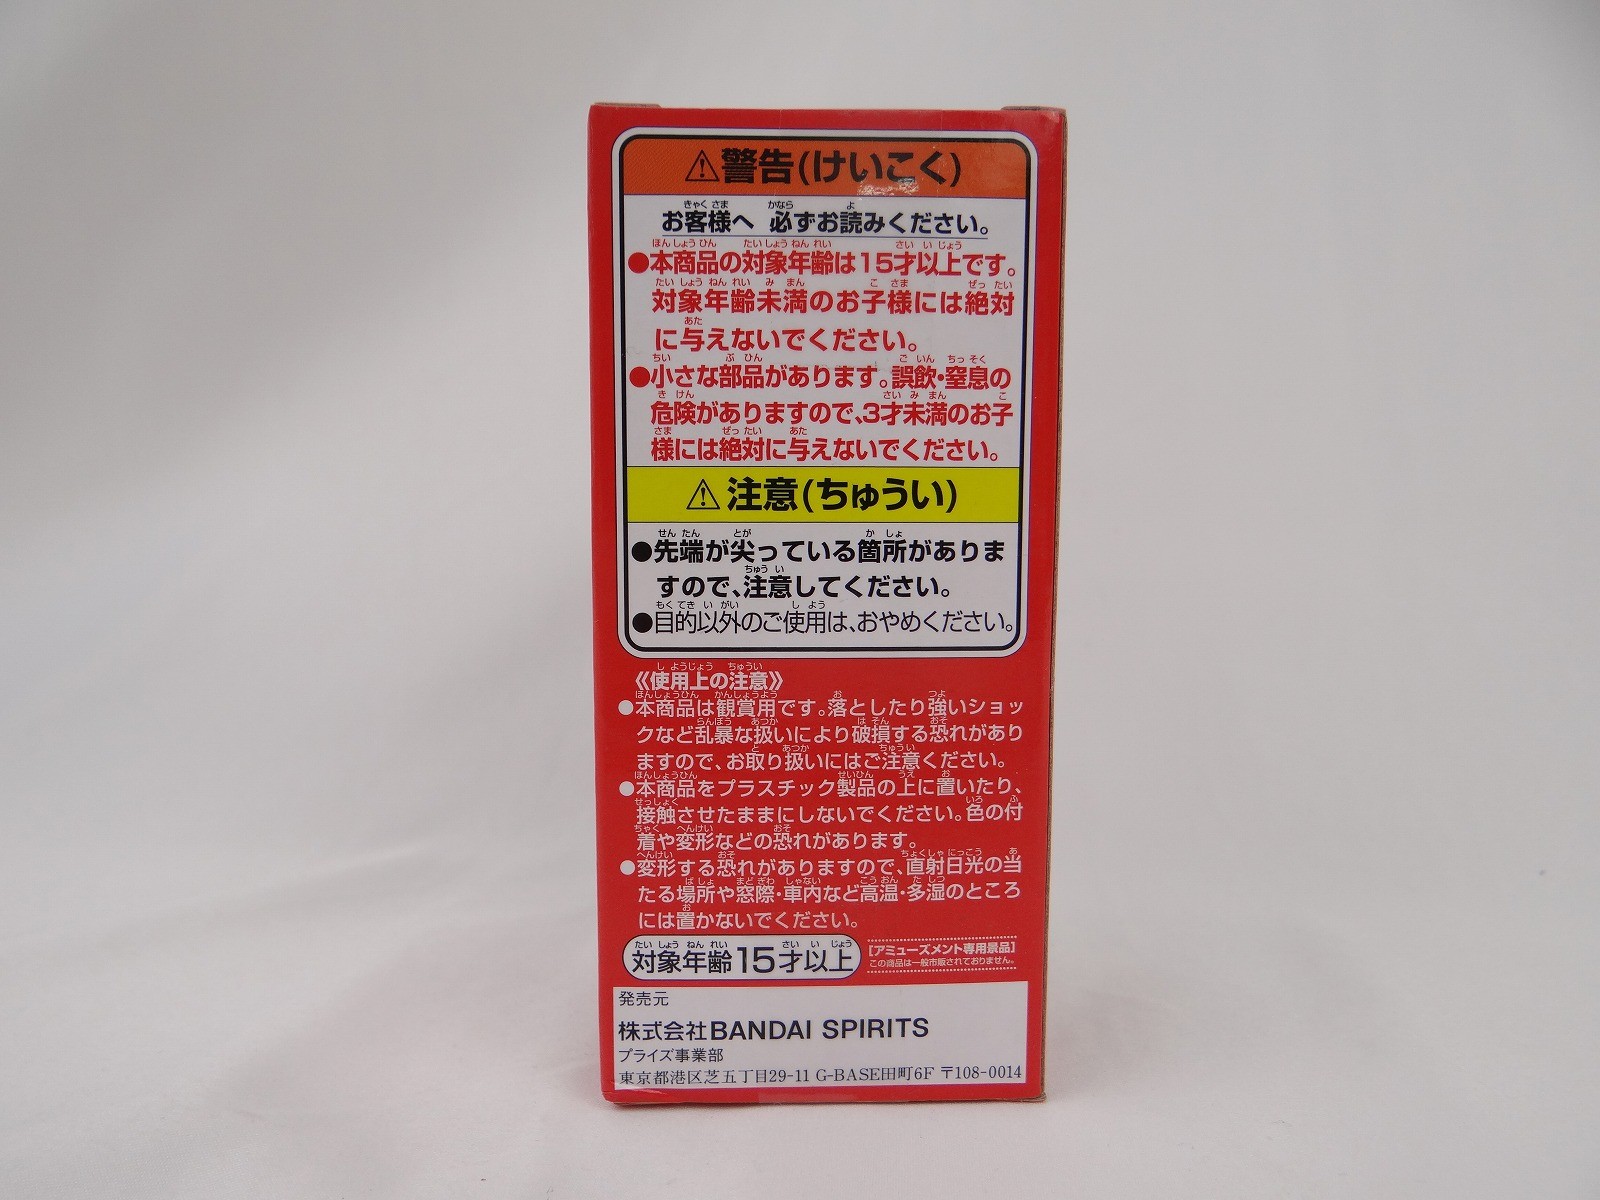 ⚠警告(けいこく)
お客様へ 必ずお読みください。
●本商品の対象年齢は15才以上です。
対象年齢未満のお子様には絶対
に与えないでください。
●小さな部品があります。誤飲・窒息の
危険がありますので、3才未満のお子
様には絶対に与えないでください。
⚠注意(ちゅうい)
●先端が尖っている箇所がありま
すので、注意してください。
●目的以外のご使用は、おやめください。
《使用上の注意》
●本商品は観賞用です。落としたり強いショッ
クなど乱暴な扱いにより破損する恐れがあり
ますので、お取り扱いにはご注意ください。
●本商品をプラスチック製品の上に置いたり、
接触させたままにしないでください。色の付
着や変形などの恐れがあります。
●変形する恐れがありますので、直射日光の当
たる場所や窓際・車内など高温・多湿のところ
には置かないでください。
対象年齢15才以上
[アミューズメント専用景品]
この商品は一般市販されておりません。
発売元
株式会社BANDAI SPIRITS
プライズ事業部
東京都港区芝五丁目29-11 G-BASE田町6F 〒108-0014